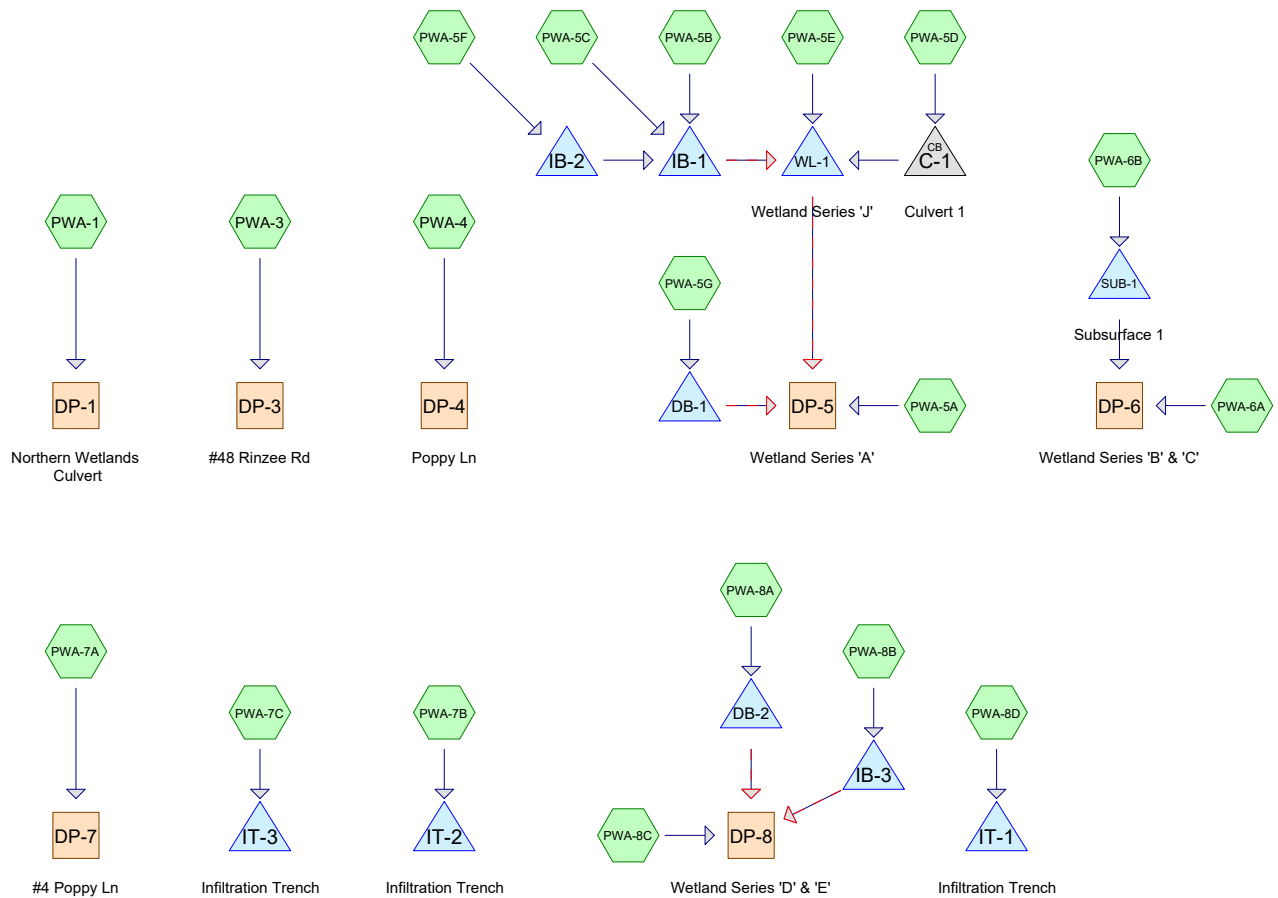 PWA-5F
PWA-5C
PWA-5B
PWA-5E
PWA-5D
IB-2
IB-1
WL-1
CB
C-1
PWA-6B
Wetland Series 'J'
Culvert 1
PWA-1
PWA-3
PWA-4
PWA-5G
SUB-1
Subsurface 1
DP-1
DP-3
DP-4
DB-1
DP-5
PWA-5A
DP-6
PWA-6A
Northern Wetlands
Culvert
#48 Rinzee Rd
Poppy Ln
Wetland Series 'A'
Wetland Series 'B' & 'C'
PWA-8A
PWA-7A
PWA-8B
PWA-7C
PWA-7B
DB-2
PWA-8D
IB-3
DP-7
IT-3
IT-2
PWA-8C
DP-8
IT-1
#4 Poppy Ln
Infiltration Trench
Infiltration Trench
Wetland Series 'D' & 'E'
Infiltration Trench